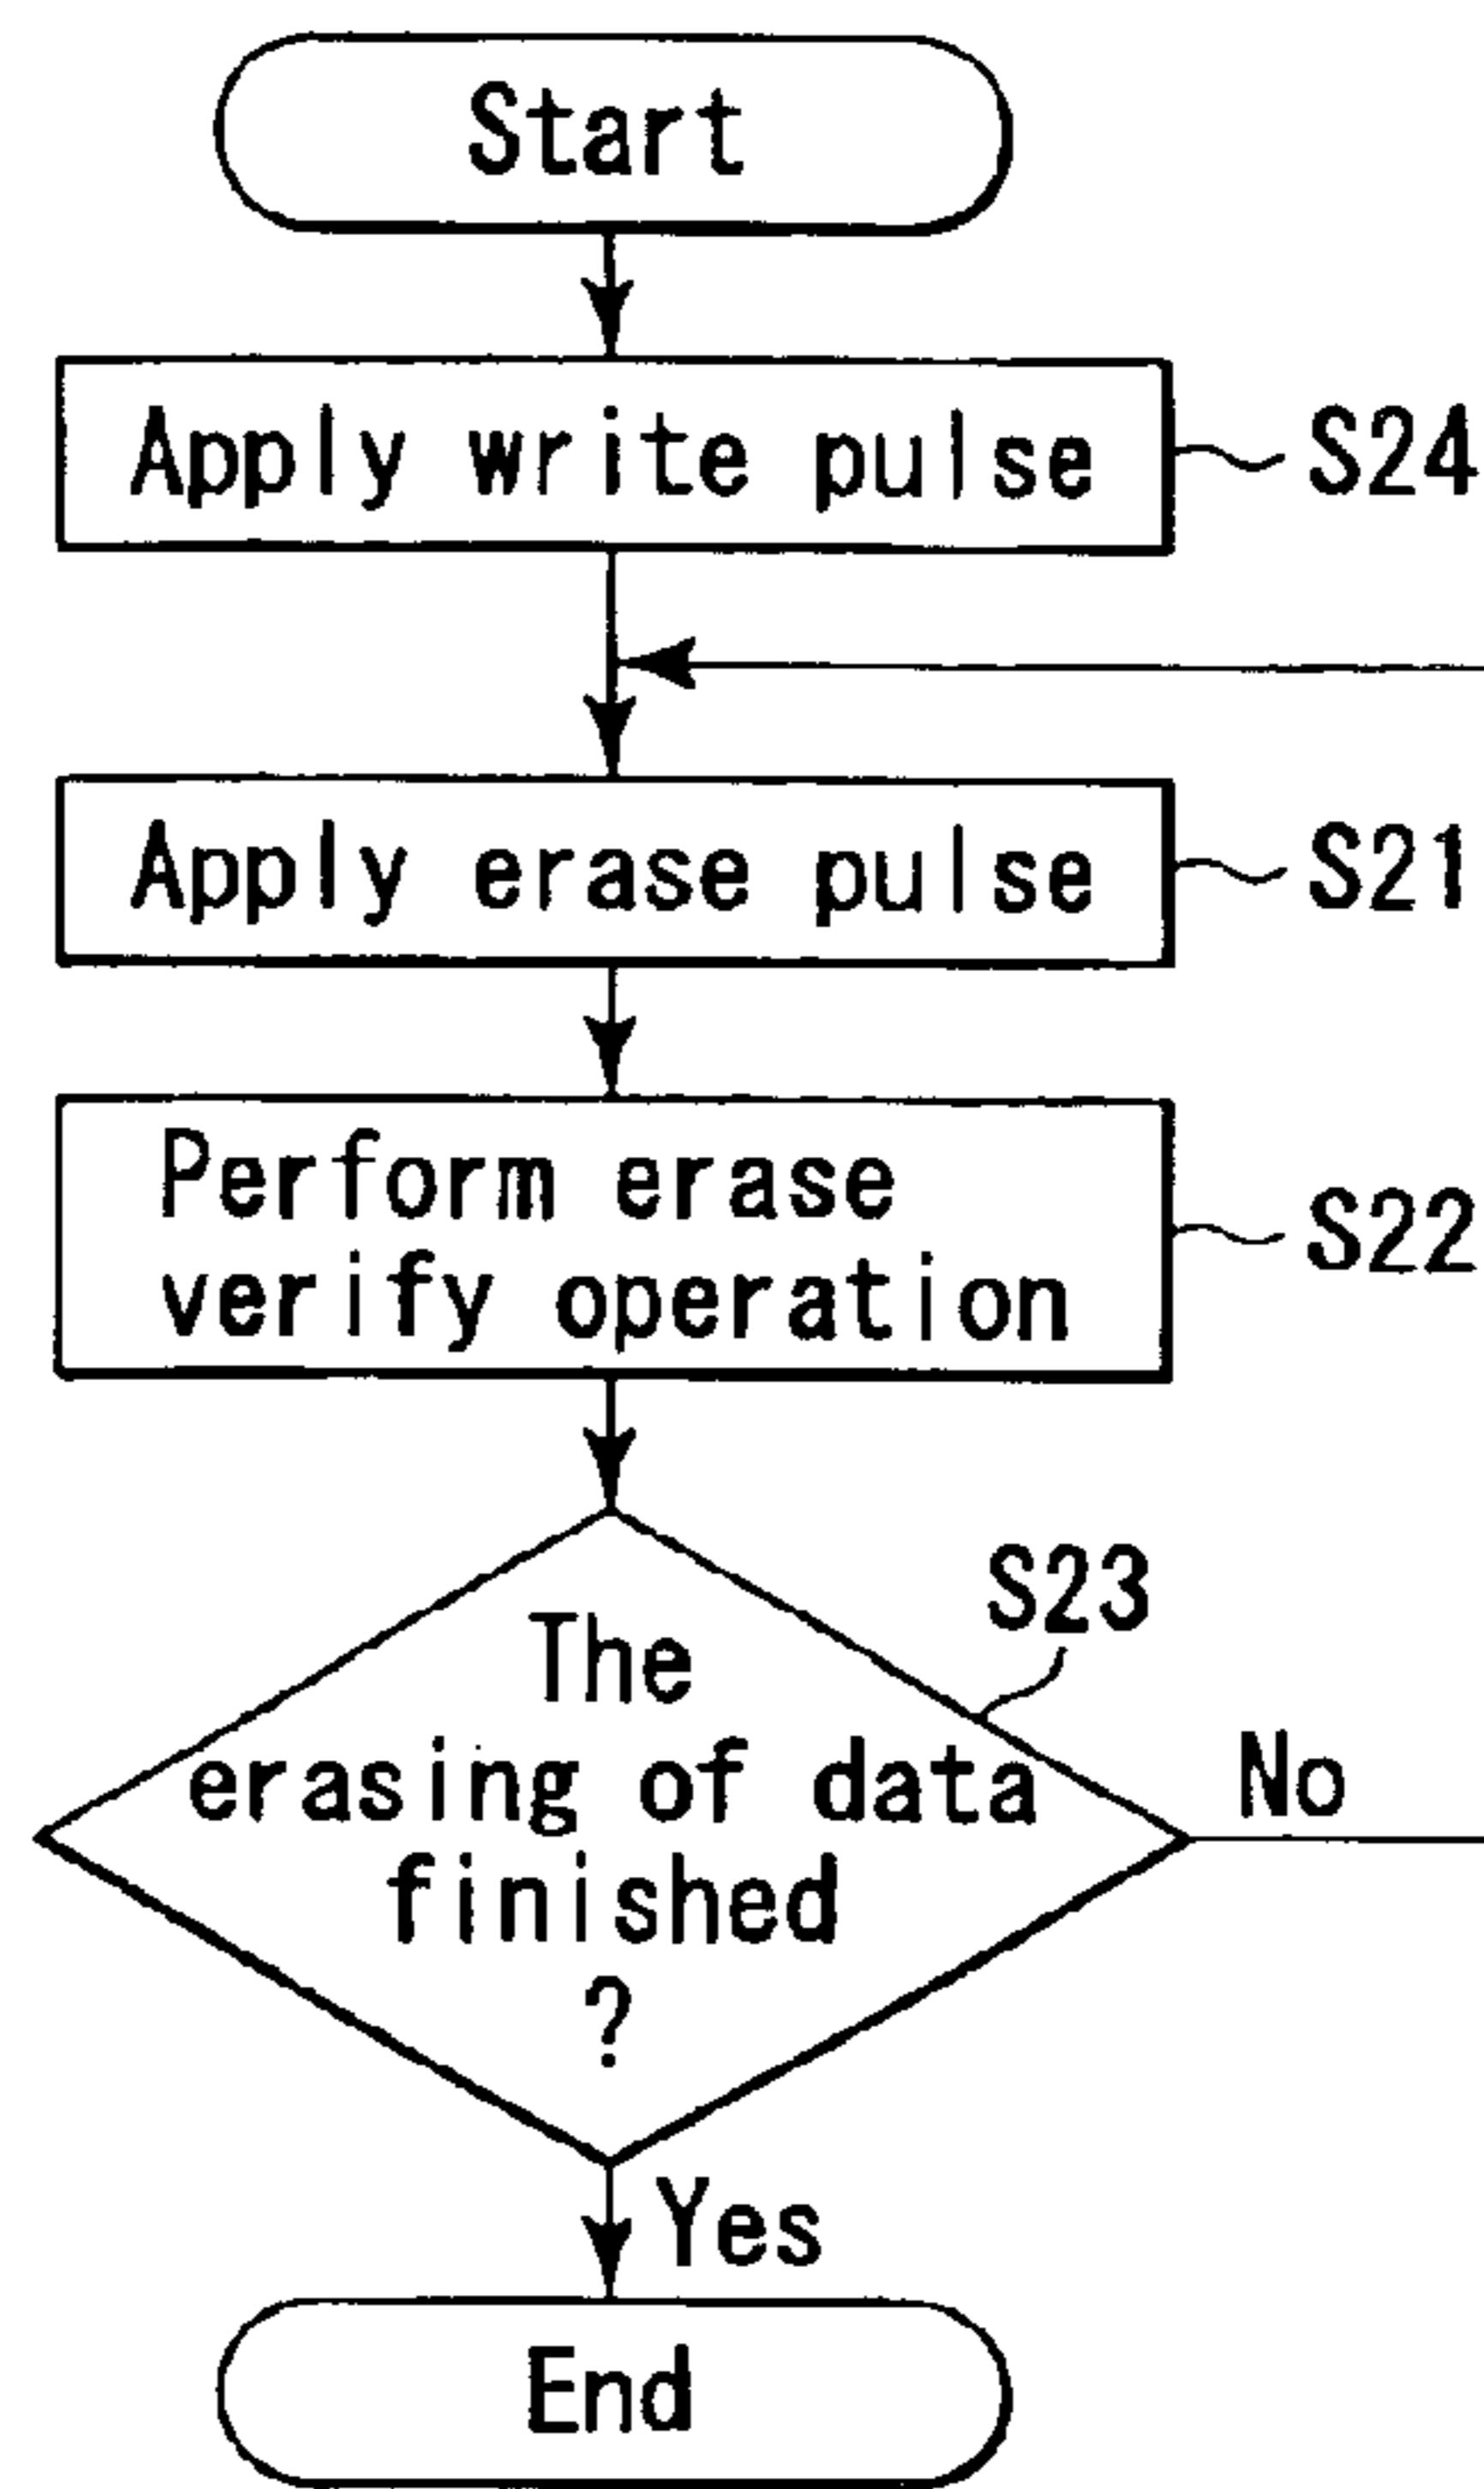 Start
Apply write pulse
S24
Apply erase pulse
S21
Perform erase
verify operation
S22
S23
The
erasing of data
finished
?
No
Yes
End